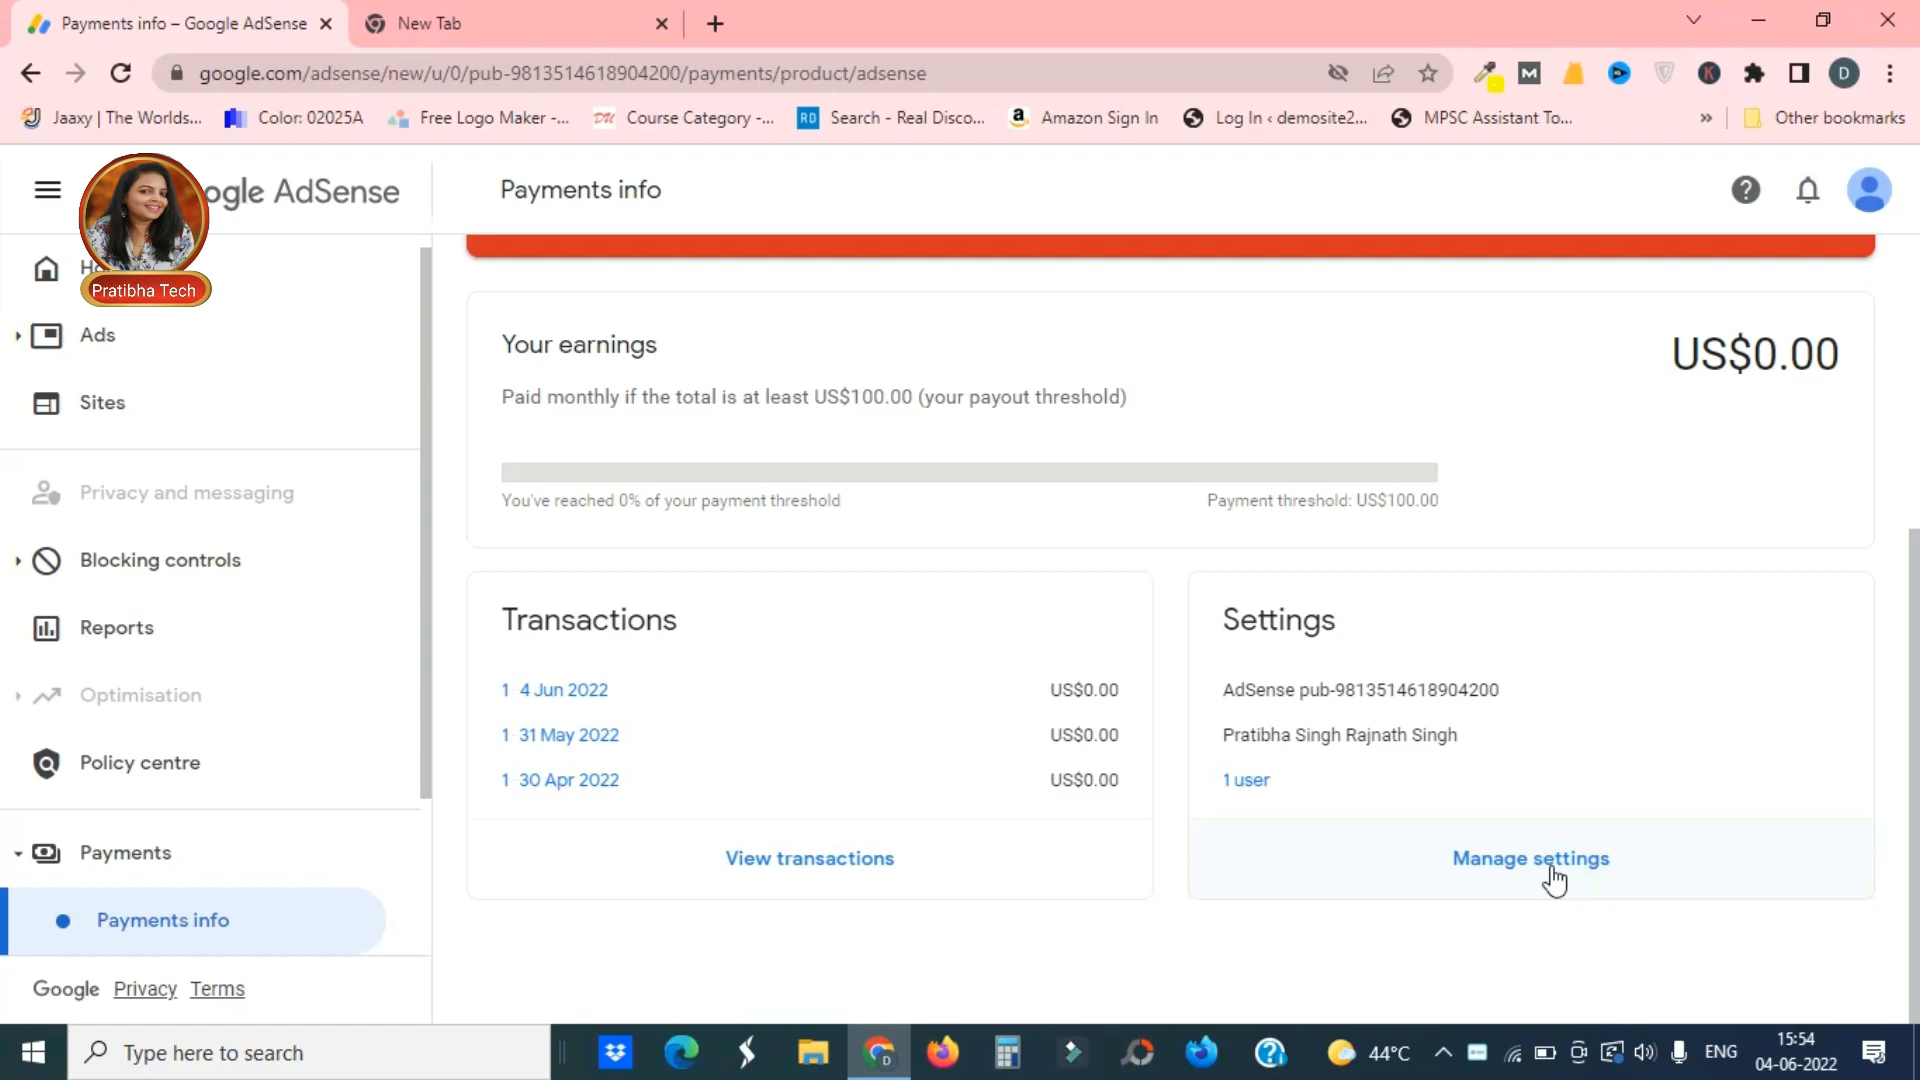 Payments info – Google AdSense
New Tab
google.com/adsense/new/u/0/pub-9813514618904200/payments/product/adsense
D
Jaaxy | The Worlds...
Color: 02025A
Free Logo Maker -...
DU
Course Category -...
RD
Search - Real Disco...
Amazon Sign In
Log In ‹ demosite2...
MPSC Assistant To...
»
Other bookmarks
ogle AdSense
Payments info
Ho
Pratibha Tech
Ads
Sites
Privacy and messaging
Blocking controls
Reports
Optimisation
Policy centre
Payments
Payments info
Google Privacy Terms
Your earnings
US$0.00
Paid monthly if the total is at least US$100.00 (your payout threshold)
You've reached 0% of your payment threshold
Payment threshold: US$100.00
Transactions
1 4 Jun 2022 US$0.00
1 31 May 2022 US$0.00
1 30 Apr 2022 US$0.00
View transactions
Settings
AdSense pub-9813514618904200
Pratibha Singh Rajnath Singh
1 user
Manage settings
Type here to search
44°C
ENG
15:54
04-06-2022